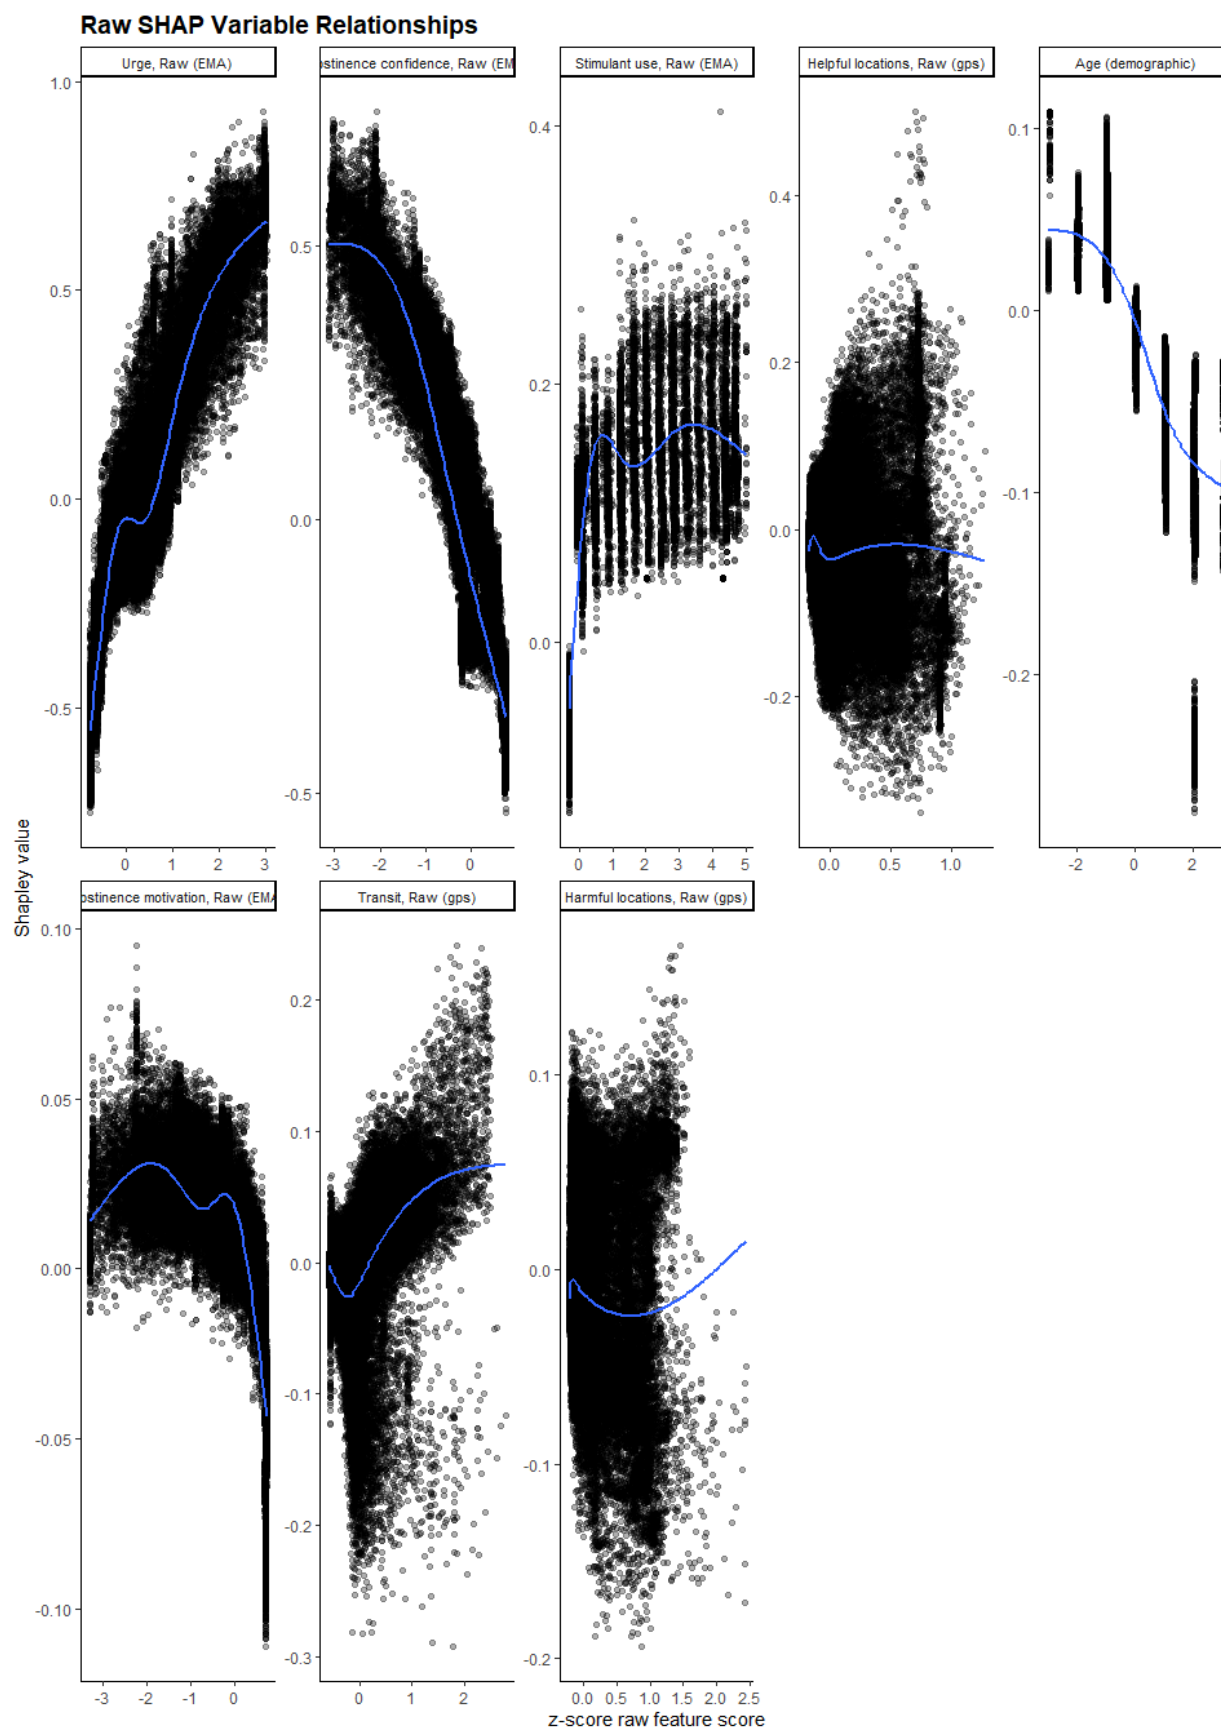 Raw SHAP Variable Relationships
Urge, Raw (EMA)
stinence confidence, Raw (EM
Stimulant use, Raw (EMA)
Helpful locations, Raw (gps)
Age (demographic)
1.0
0.5
0.0
-0.5
0.5
0.0
-0.5
0.4
0.2
0.0
0.4
0.2
0.0
-0.2
0.1
0.0
-0.1
-0.2
0 1 2 3
-3 -2 -1 0
0 1 2 3 4 5
0.0 0.5 1.0
-2 0 2
Shapley value
stinence motivation, Raw (EMA
Transit, Raw (gps)
Harmful locations, Raw (gps)
0.10
0.05
0.00
-0.05
-0.10
0.2
0.1
0.0
-0.1
-0.2
-0.3
0.1
0.0
-0.1
-0.2
-3 -2 -1 0
0 1 2
0.0 0.5 1.0 1.5 2.0 2.5
z-score raw feature score